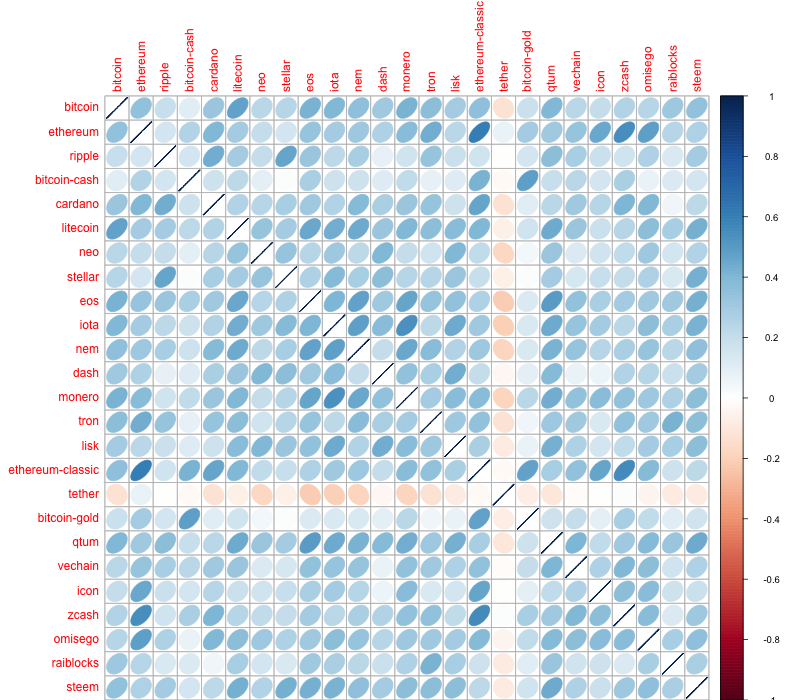 bitcoin
ethereum
ripple
bitcoin-cash
cardano
litecoin
neo
stellar
eos
iota
nem
dash
monero
tron
lisk
ethereum-classic
tether
bitcoin-gold
qtum
vechain
icon
zcash
omisego
raiblocks
steem
bitcoin
ethereum
ripple
bitcoin-cash
cardano
litecoin
neo
stellar
eos
iota
nem
dash
monero
tron
lisk
ethereum-classic
tether
bitcoin-gold
qtum
vechain
icon
zcash
omisego
raiblocks
steem
1
0.8
0.6
0.4
0.2
0
-0.2
-0.4
-0.6
-0.8